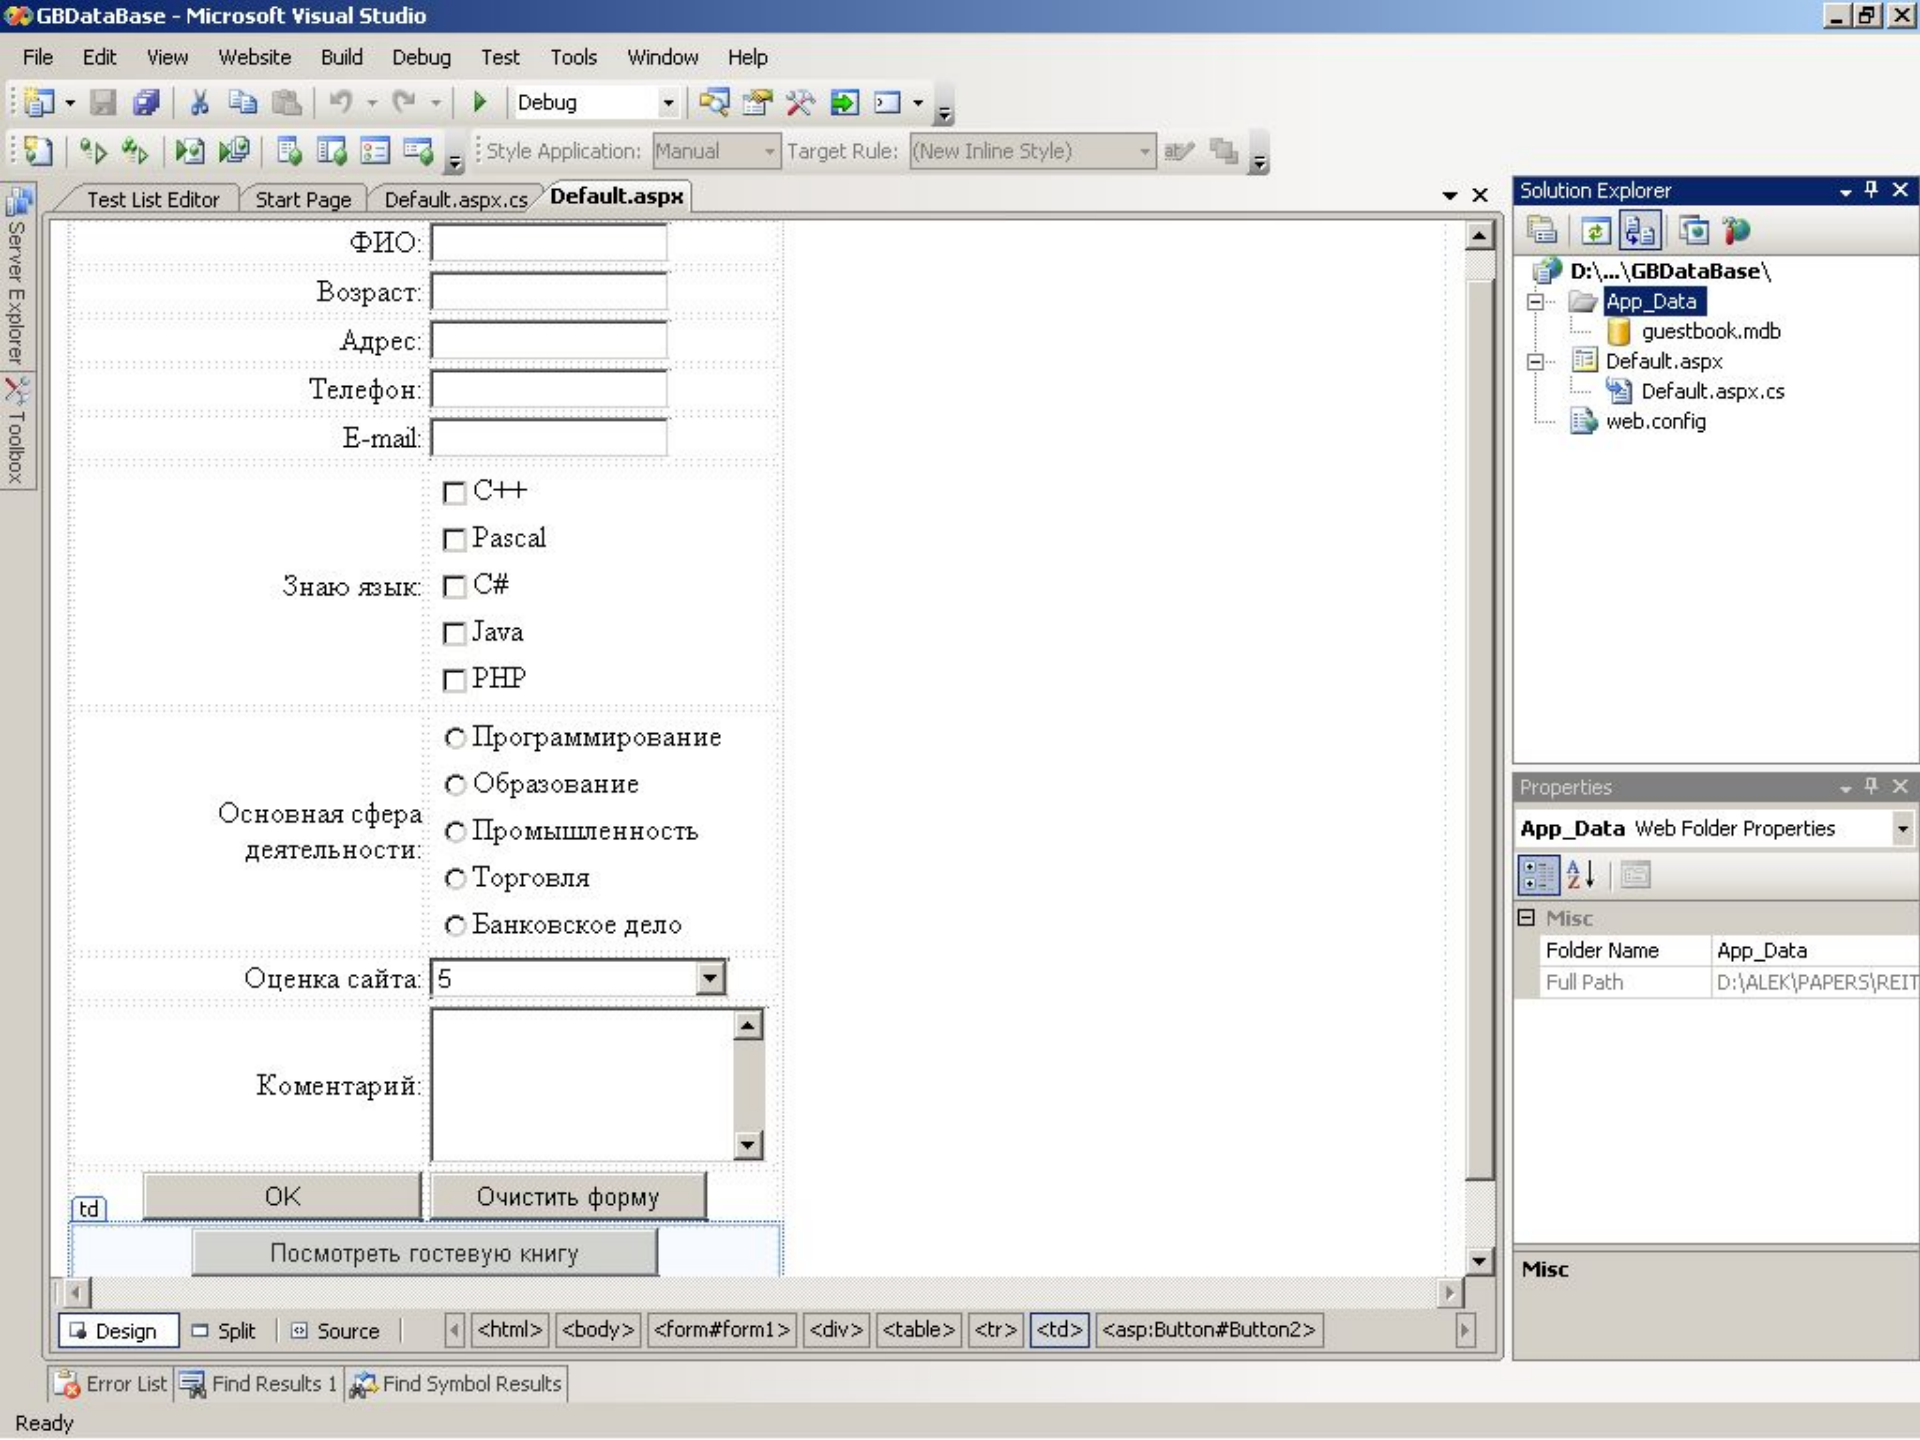 GBDataBase - Microsoft Visual Studio
File Edit View Website Build Debug Test Tools Window Help
Debug
Style Application: Manual Target Rule: (New Inline Style)
Server Explorer
Toolbox
Test List Editor Start Page Default.aspx.cs Default.aspx
ФИО:
Возраст:
Адрес:
Телефон:
E-mail:
Знаю язык:
C++
Pascal
C#
Java
PHP
Основная сфера
деятельности:
Программирование
Образование
Промышленность
Торговля
Банковское дело
Оценка сайта: 5
Коментарий:
OK Очистить форму
td
Посмотреть гостевую книгу
Design Split Source <html> <body> <form#form1> <div> <table> <tr> <td> <asp:Button#Button2>
Solution Explorer
D:\...\GBDataBase\
App_Data
guestbook.mdb
Default.aspx
Default.aspx.cs
web.config
Properties
App_Data Web Folder Properties
Misc
Folder Name App_Data
Full Path D:\ALEK\PAPERS\REIT
Misc
Error List Find Results 1 Find Symbol Results
Ready